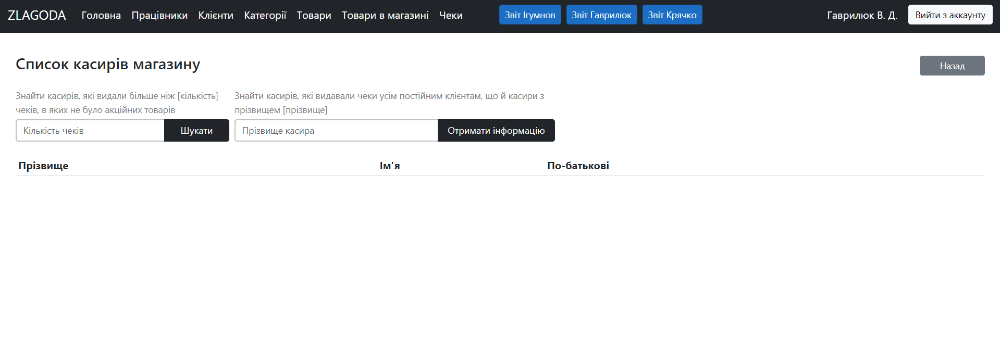 ZLAGODA Головна Працівники Клієнти Категорії Товари Товари в магазині Чеки Звіт Ігумнов Звіт Гаврилюк Звіт Крячко Гаврилюк В. Д. Вийти з аккаунту
Список касирів магазину
Назад
Знайти касирів, які видали більше ніж [кількість]
чеків, в яких не було акційних товарів
Знайти касирів, які видавали чеки усім постійним клієнтам, що й касири з
прізвищем [прізвище]
Кількість чеків Шукати
Прізвище касира Отримати інформацію
Прізвище Ім'я По-батькові